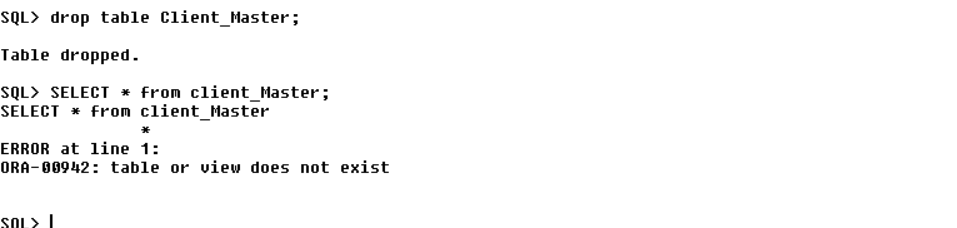 SQL> drop table Client_Master;
Table dropped.
SQL> SELECT * from client_Master;
SELECT * from client_Master
*
ERROR at line 1:
ORA-00942: table or view does not exist
SQL>